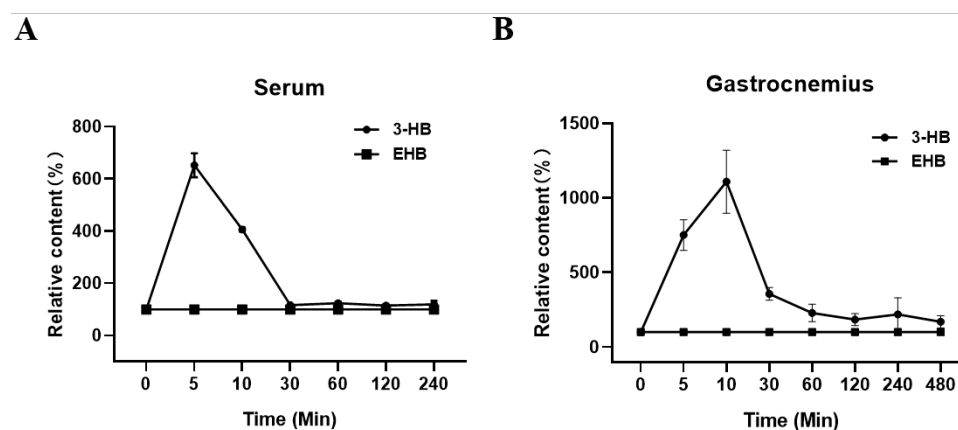 A
B
Serum
3-HB
EHB
Relative content(%)
800
600
400
200
0
0 5 10 30 60 120 240
Time (Min)
Gastrocnemius
3-HB
EHB
Relative content(%)
1500
1000
500
0
0 5 10 30 60 120 240 480
Time (Min)